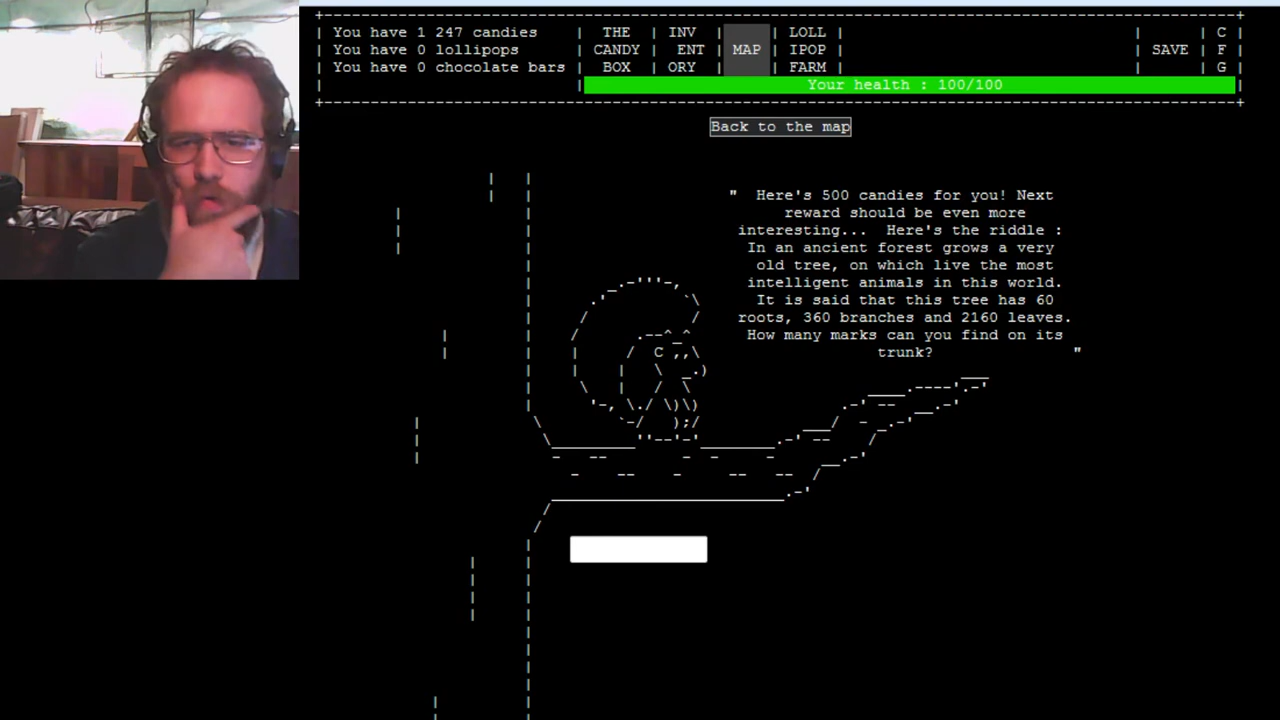 You have 1 247 candies
You have 0 lollipops
You have 0 chocolate bars
THE CANDY BOX
INV ENT ORY
MAP
LOLL IPOP FARM
SAVE
C F G
Your health : 100/100
Back to the map
" Here's 500 candies for you! Next
reward should be even more
interesting... Here's the riddle :
In an ancient forest grows a very
old tree, on which live the most
intelligent animals in this world.
It is said that this tree has 60
roots, 360 branches and 2160 leaves.
How many marks can you find on its
trunk? "